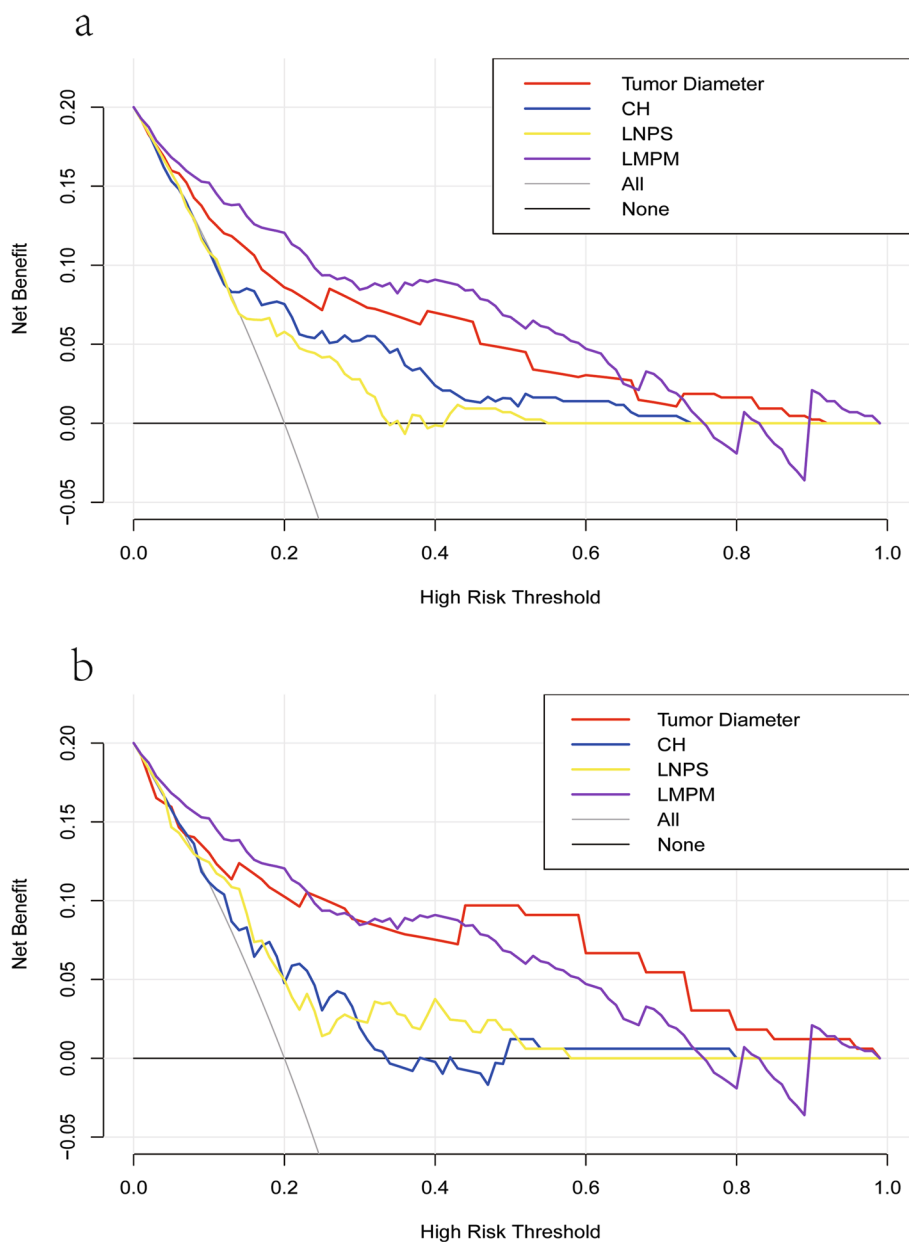 a
Tumor Diameter
CH
LNPS
LMPM
All
None
Net Benefit
0.20
0.15
0.10
0.05
0.00
−0.05
0.0 0.2 0.4 0.6 0.8 1.0
High Risk Threshold
b
Tumor Diameter
CH
LNPS
LMPM
All
None
Net Benefit
0.20
0.15
0.10
0.05
0.00
−0.05
0.0 0.2 0.4 0.6 0.8 1.0
High Risk Threshold